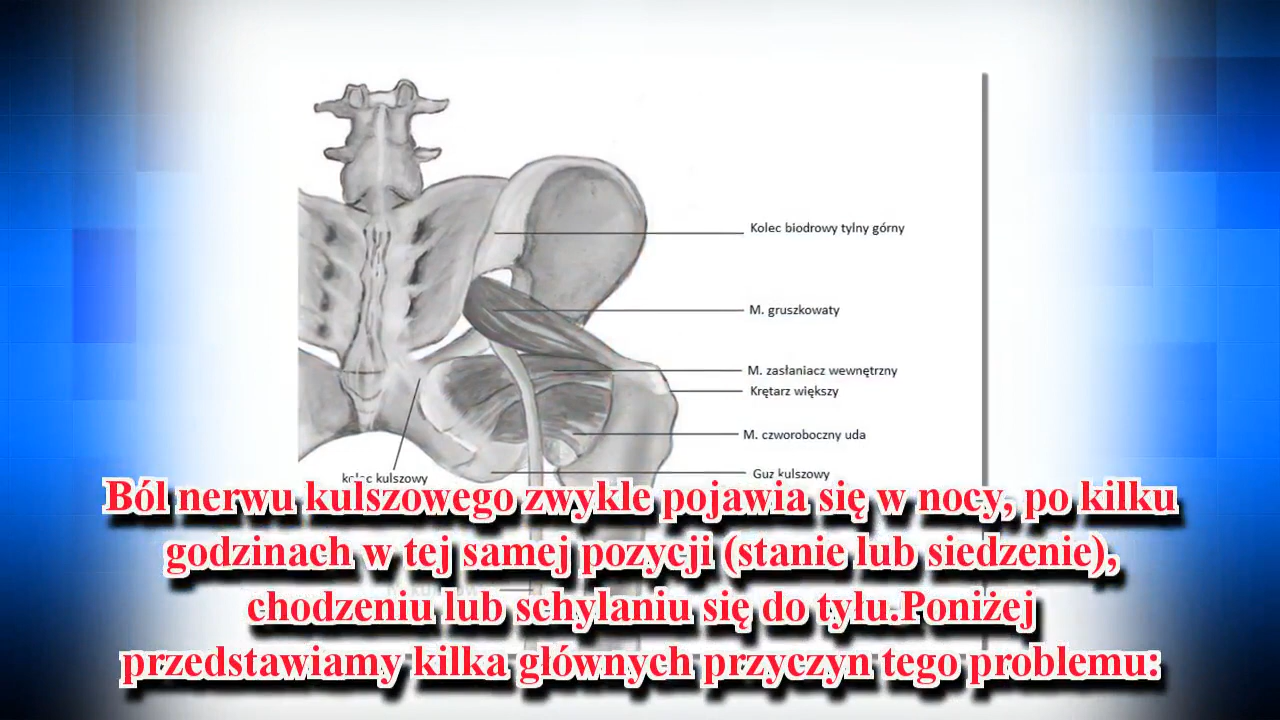 Kolec biodrowy tylny górny
M. gruszkowaty
M. zasłaniacz wewnętrzny
Krętarz większy
M. czworoboczny uda
Guz kulszowy
kolec kulszowy
Ból nerwu kulszowego zwykle pojawia się w nocy, po kilku
godzinach w tej samej pozycji (stanie lub siedzenie),
chodzeniu lub schylaniu się do tyłu.Poniżej
przedstawiamy kilka głównych przyczyn tego problemu: